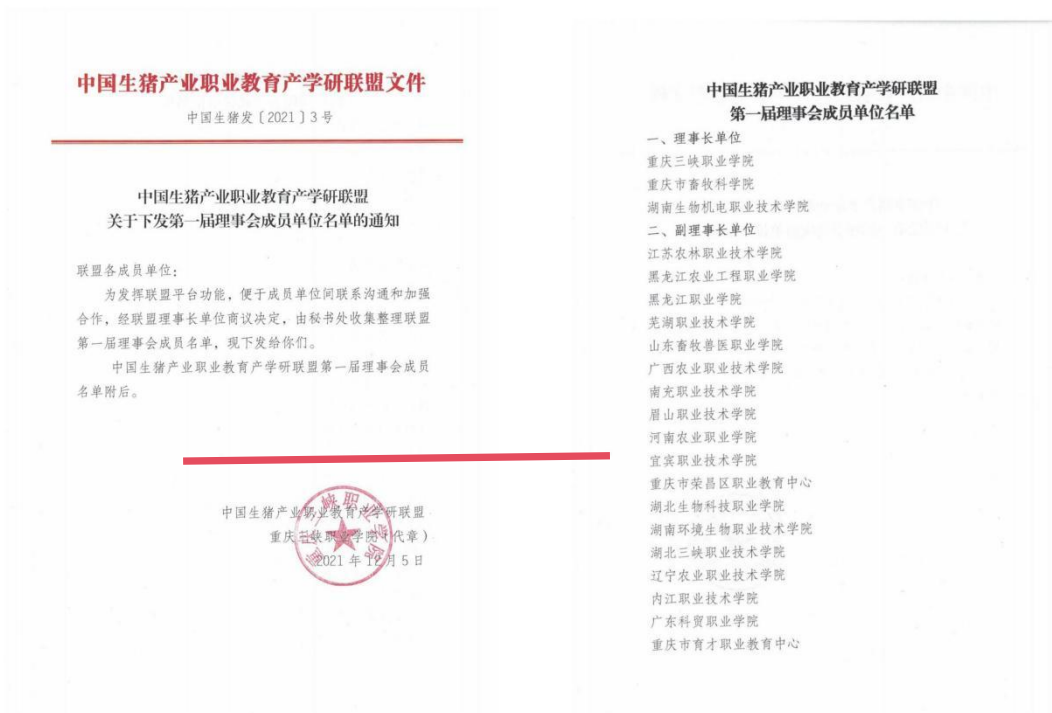 中国生猪产业职业教育产学研联盟文件
中国生猪发〔2021〕3号
中国生猪产业职业教育产学研联盟
关于下发第一届理事会成员单位名单的通知
联盟各成员单位:
为发挥联盟平台功能，便于成员单位间联系沟通和加强
合作，经联盟理事长单位商议决定，由秘书处收集整理联盟
第一届理事会成员名单，现下发给你们。
中国生猪产业职业教育产学研联盟第一届理事会成员
名单附后。
中国生猪产业职业教育产学研联盟
重庆三峡职业学院（代章）
2021年12月5日
重庆三峡职业学院
中国生猪产业职业教育产学研联盟
第一届理事会成员单位名单
一、理事长单位
重庆三峡职业学院
重庆市畜牧科学院
湖南生物机电职业技术学院
二、副理事长单位
江苏农林职业技术学院
黑龙江农业工程职业学院
黑龙江职业学院
芜湖职业技术学院
山东畜牧兽医职业学院
广西农业职业技术学院
南充职业技术学院
眉山职业技术学院
河南农业职业学院
宜宾职业技术学院
重庆市荣昌区职业教育中心
湖北生物科技职业学院
湖南环境生物职业技术学院
湖北三峡职业技术学院
辽宁农业职业技术学院
内江职业技术学院
广东科贸职业学院
重庆市育才职业教育中心